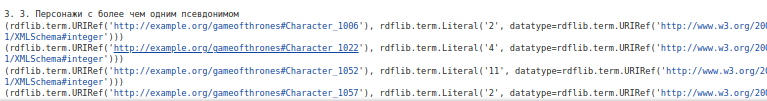 3. 3. Персонажи с более чем одним псевдонимом
(rdflib.term.URIRef('http://example.org/gameofthrones#Character_1006'), rdflib.term.Literal('2', datatype=rdflib.term.URIRef('http://www.w3.org/200
1/XMLSchema#integer')))
(rdflib.term.URIRef('http://example.org/gameofthrones#Character_1022'), rdflib.term.Literal('4', datatype=rdflib.term.URIRef('http://www.w3.org/200
1/XMLSchema#integer')))
(rdflib.term.URIRef('http://example.org/gameofthrones#Character_1052'), rdflib.term.Literal('11', datatype=rdflib.term.URIRef('http://www.w3.org/20
1/XMLSchema#integer')))
(rdflib.term.URIRef('http://example.org/gameofthrones#Character_1057'), rdflib.term.Literal('2', datatype=rdflib.term.URIRef('http://www.w3.org/200